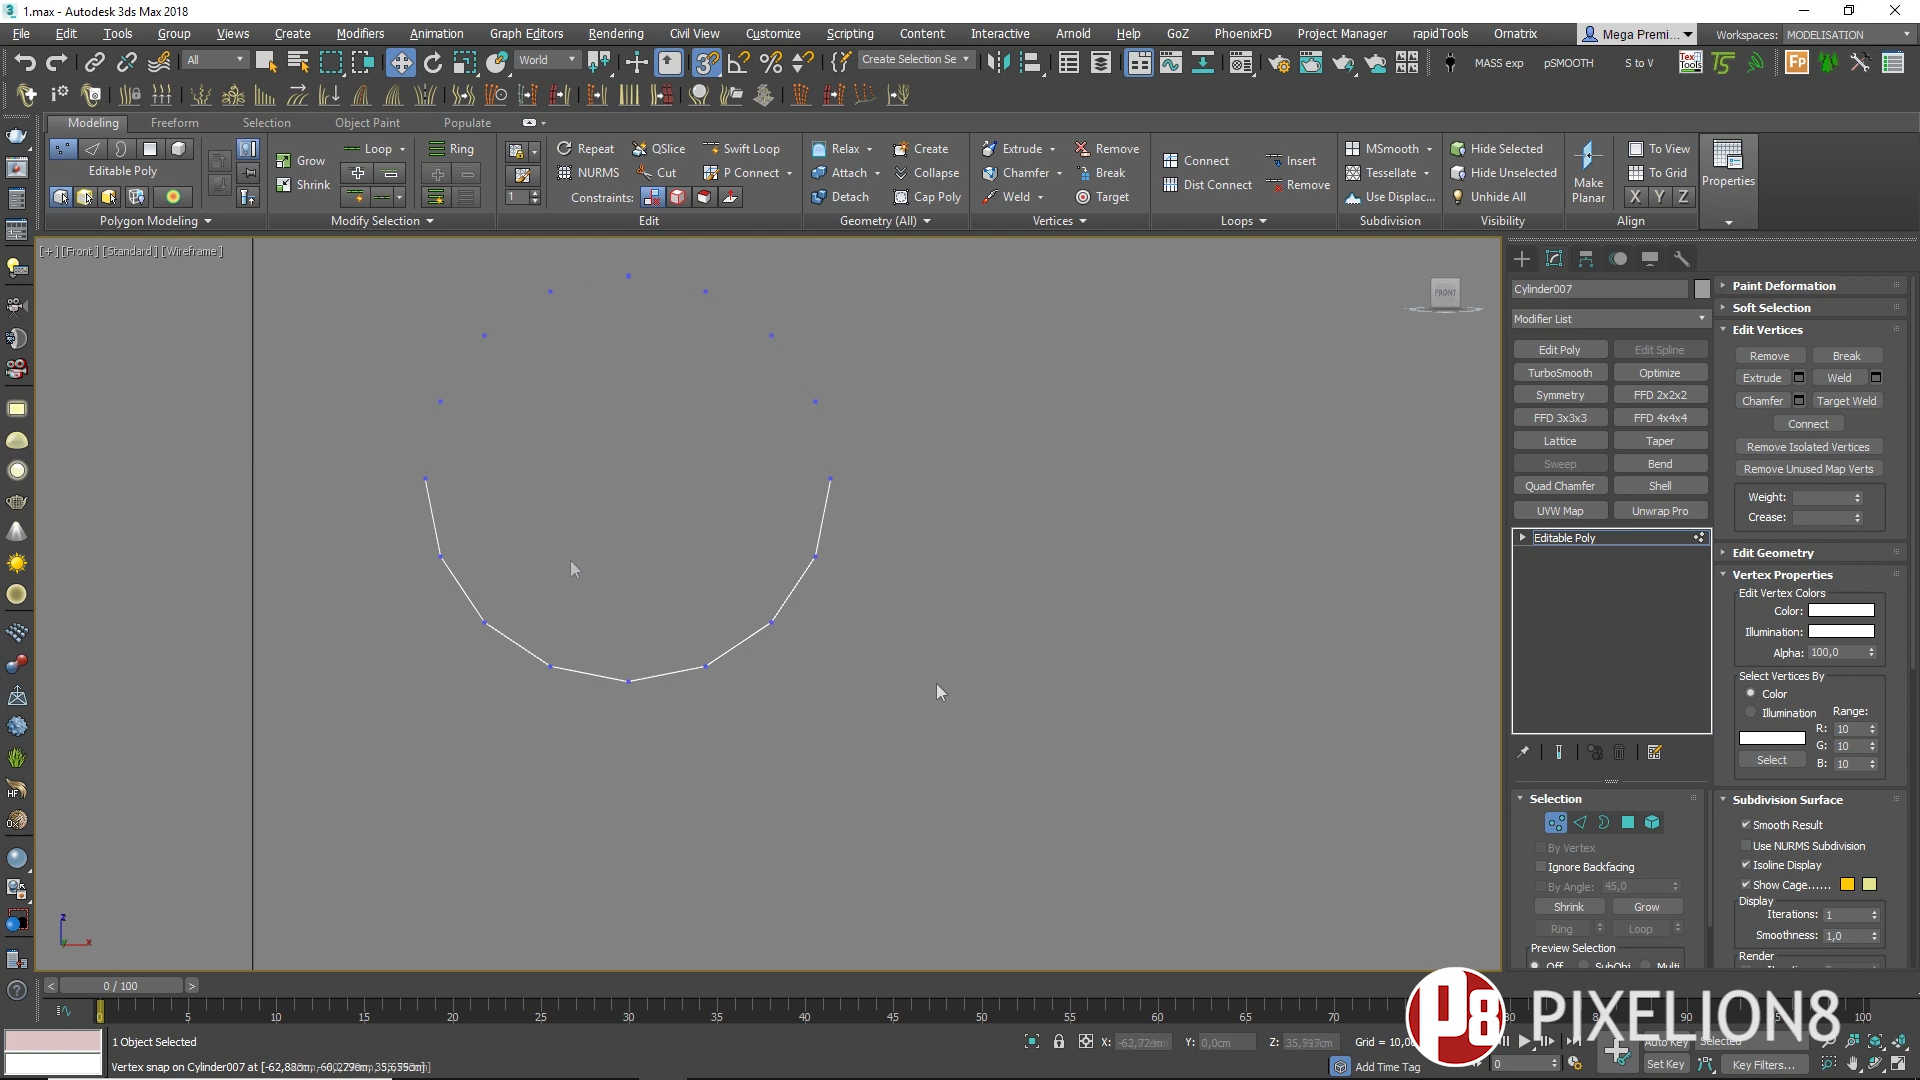 1.max - Autodesk 3ds Max 2018
File Edit Tools Group Views Create Modifiers Animation Graph Editors Rendering Civil View Customize Scripting Content Interactive Arnold Help GoZ PhoenixFD Project Manager rapidTools Ornatrix Mega Premi... Workspaces: MODELISATION
All World Create Selection Se MASS exp pSMOOTH S to V
Modeling Freeform Selection Object Paint Populate
Editable Poly
Polygon Modeling
Grow Shrink Loop Ring
Modify Selection
Repeat QSlice Swift Loop
NURMS Cut P Connect
1 Constraints:
Edit
Relax Create
Attach Collapse
Detach Cap Poly
Geometry (All)
Extrude Remove
Chamfer Break
Weld Target
Vertices
Connect Insert
Dist Connect Remove
Loops
MSmooth
Tessellate
Use Displac...
Subdivision
Hide Selected
Hide Unselected
Unhide All
Visibility
Make Planar
To View
To Grid
X Y Z
Align
Properties
[+][Front][Standard][Wireframe]
FRONT
Cylinder007
Modifier List
Edit Poly Edit Spline
TurboSmooth Optimize
Symmetry FFD 2x2x2
FFD 3x3x3 FFD 4x4x4
Lattice Taper
Sweep Bend
Quad Chamfer Shell
UVW Map Unwrap Pro
Editable Poly
Selection
By Vertex
Ignore Backfacing
By Angle: 45,0
Shrink Grow
Ring Loop
Preview Selection
Off SubObj Multi
Paint Deformation
Soft Selection
Edit Vertices
Remove Break
Extrude Weld
Chamfer Target Weld
Connect
Remove Isolated Vertices
Remove Unused Map Verts
Weight:
Crease:
Edit Geometry
Vertex Properties
Edit Vertex Colors
Color:
Illumination:
Alpha: 100,0
Select Vertices By
Color
Illumination Range:
R: 10
G: 10
Select B: 10
Subdivision Surface
Smooth Result
Use NURMS Subdivision
Isoline Display
Show Cage......
Display
Iterations: 1
Smoothness: 1,0
Render
< 0 / 100 >
0 5 10 15 20 25 30 35 40 45 50 55 60 65 70 80 90 100
1 Object Selected
X: Y: 0,0cm Z: Grid = 10,0
Vertex snap on Cylinder007 at
Add Time Tag
0
Auto Key Selected
Set Key Key Filters...
P8 PIXELION8